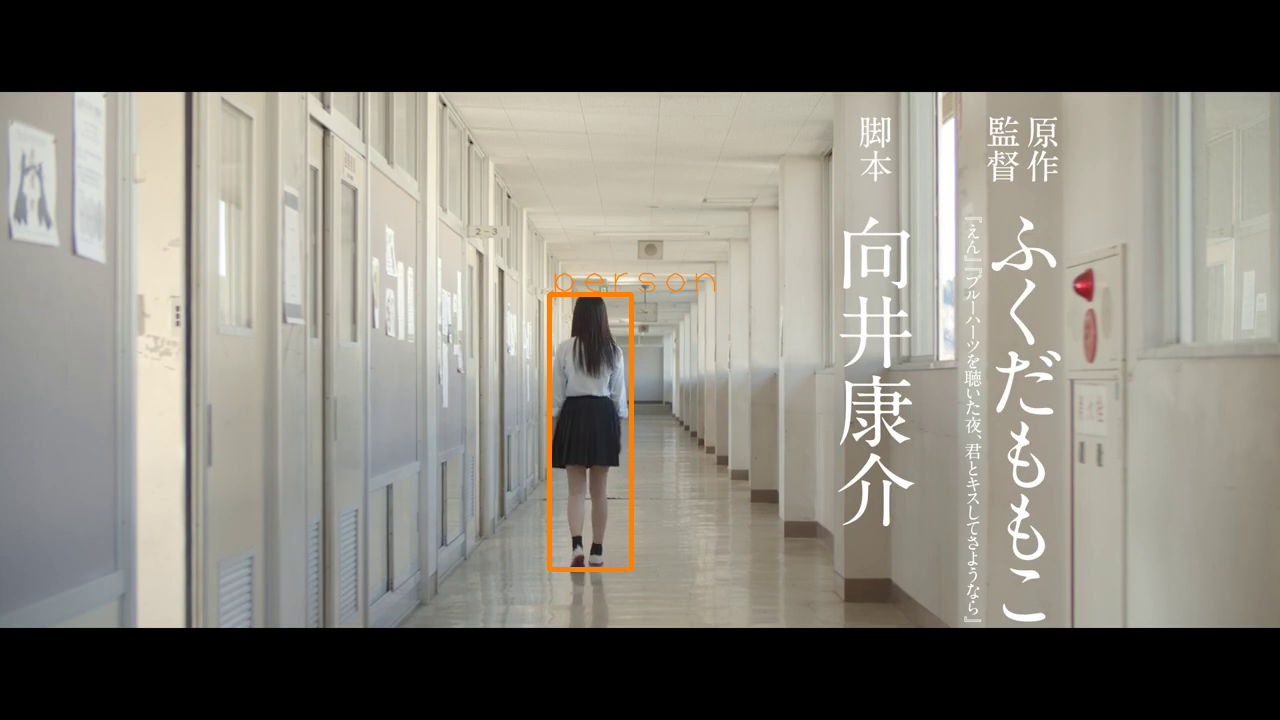 原作
監督
ふくだももこ
『えん』『ブルーハーツを聴いた夜、君とキスしてさようなら』
脚本
向井康介
person
2-3